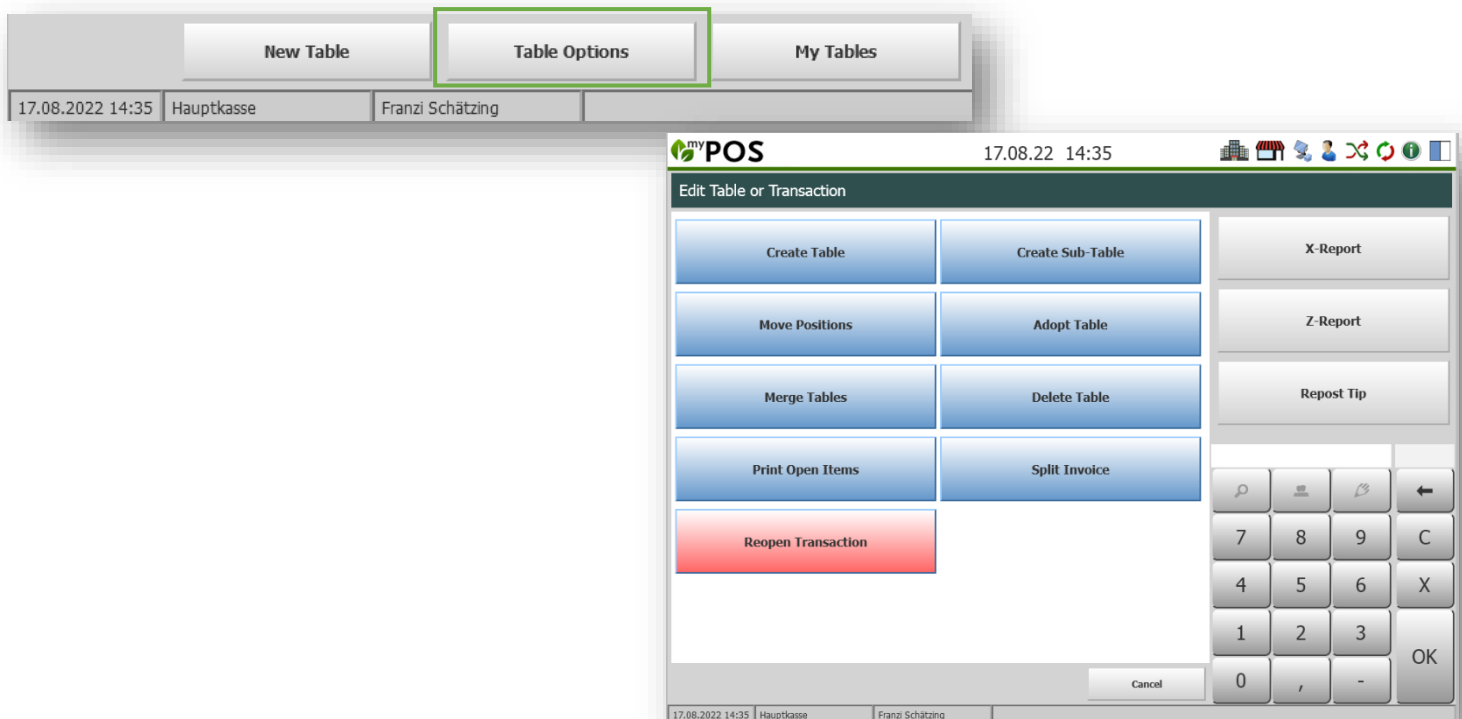 New Table Table Options My Tables
17.08.2022 14:35 Hauptkasse Franzi Schätzing
myPOS 17.08.22 14:35
Edit Table or Transaction
Create Table Create Sub-Table X-Report
Move Positions Adopt Table Z-Report
Merge Tables Delete Table Repost Tip
Print Open Items Split Invoice
Reopen Transaction
7 8 9 C
4 5 6 X
1 2 3 OK
0 , -
Cancel
17.08.2022 14:35 Hauptkasse Franzi Schätzing